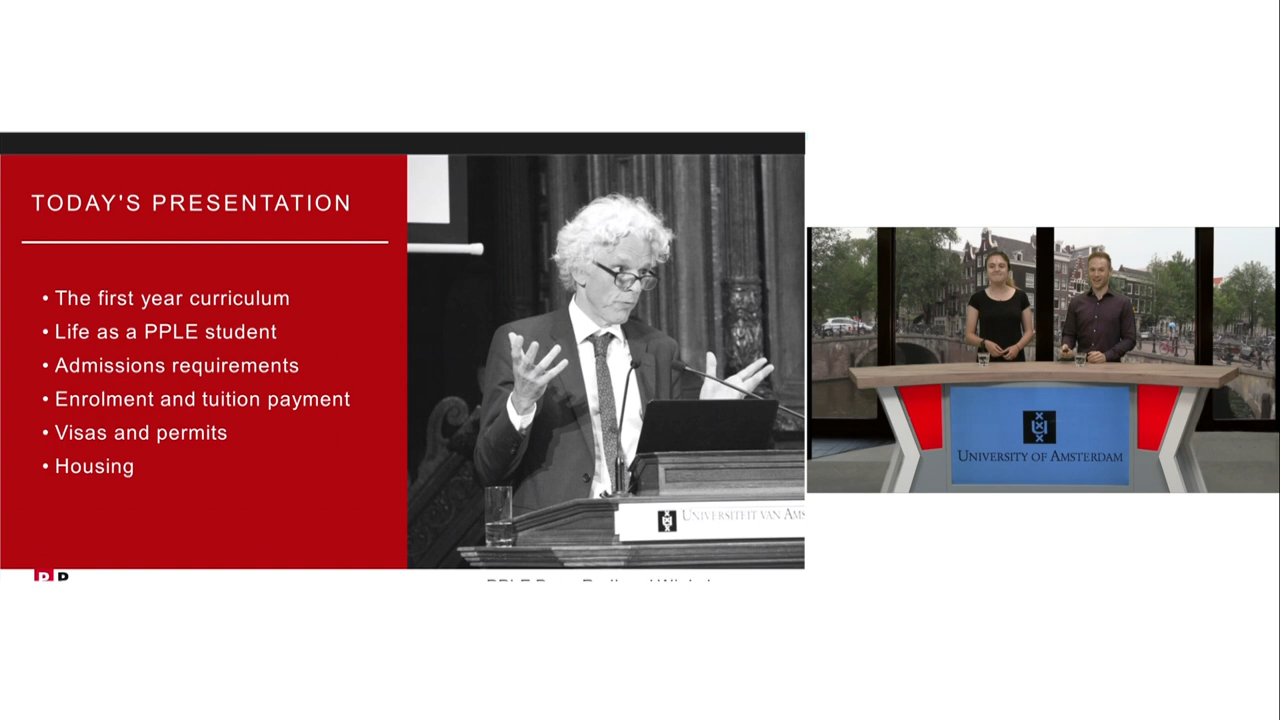 TODAY'S PRESENTATION
• The first year curriculum
• Life as a PPLE student
• Admissions requirements
• Enrolment and tuition payment
• Visas and permits
• Housing
UNIVERSITEIT VAN AMS
UNIVERSITY OF AMSTERDAM